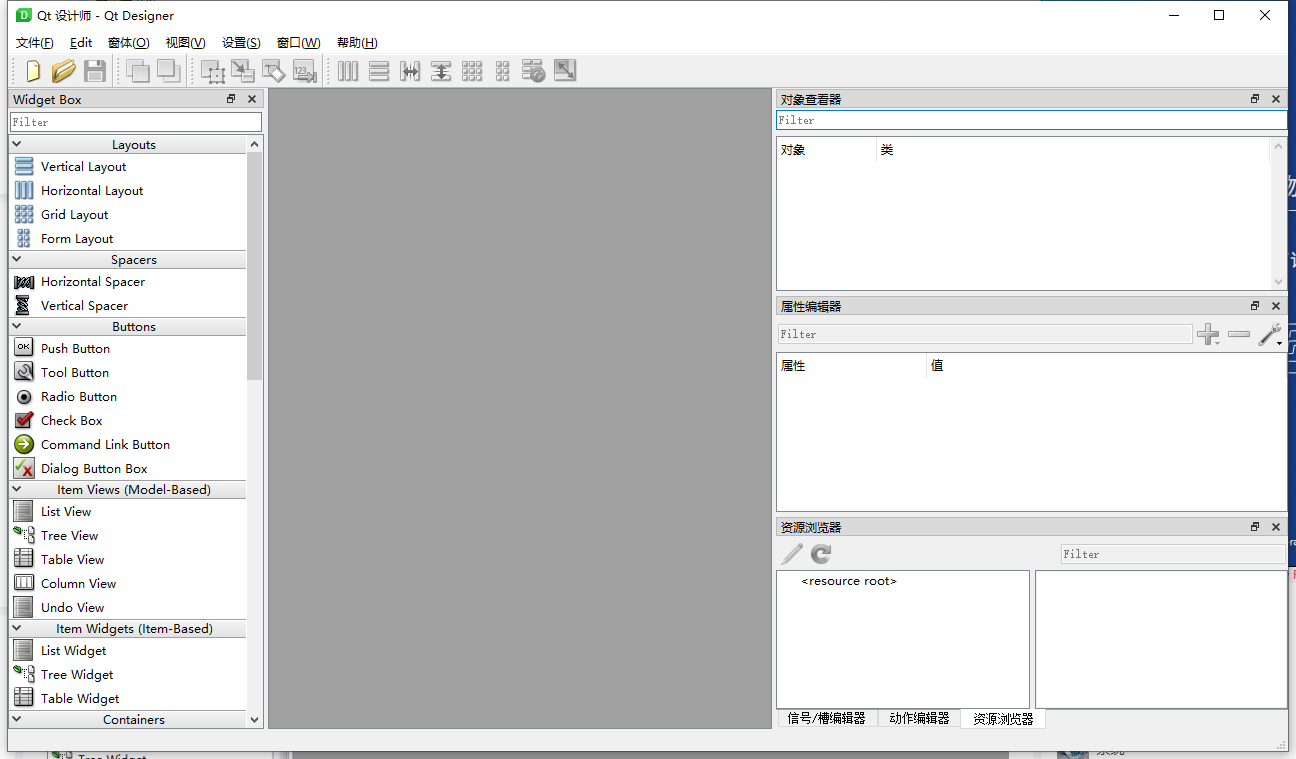 Qt 设计师 - Qt Designer
文件(F) Edit 窗体(O) 视图(V) 设置(S) 窗口(W) 帮助(H)
123
Widget Box
Filter
Layouts
Vertical Layout
Horizontal Layout
Grid Layout
Form Layout
Spacers
Horizontal Spacer
Vertical Spacer
Buttons
OK Push Button
Tool Button
Radio Button
Check Box
Command Link Button
Dialog Button Box
Item Views (Model-Based)
List View
Tree View
Table View
Column View
Undo View
Item Widgets (Item-Based)
List Widget
Tree Widget
Table Widget
Containers
对象查看器
Filter
对象 类
属性编辑器
Filter
属性 值
资源浏览器
Filter
<resource root>
信号/槽编辑器 动作编辑器 资源浏览器